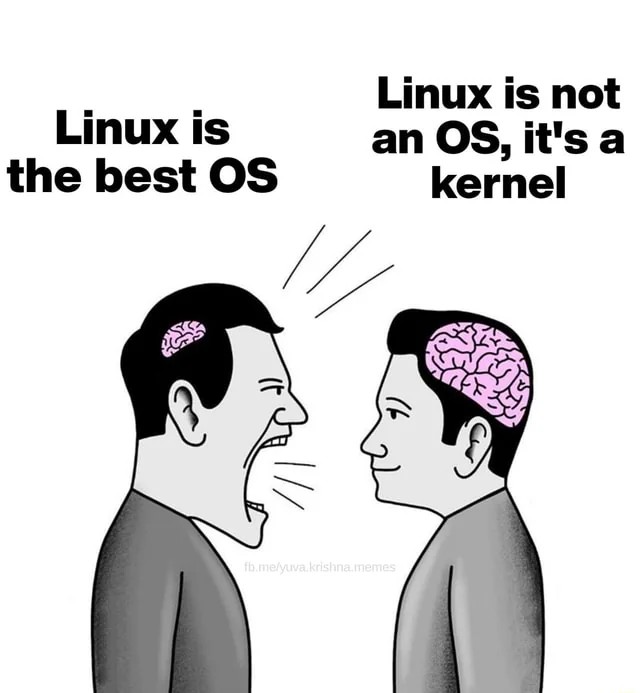 Linux is
the best OS
Linux is not
an OS, it's a
kernel
fb.me/yuva.krishna.memes